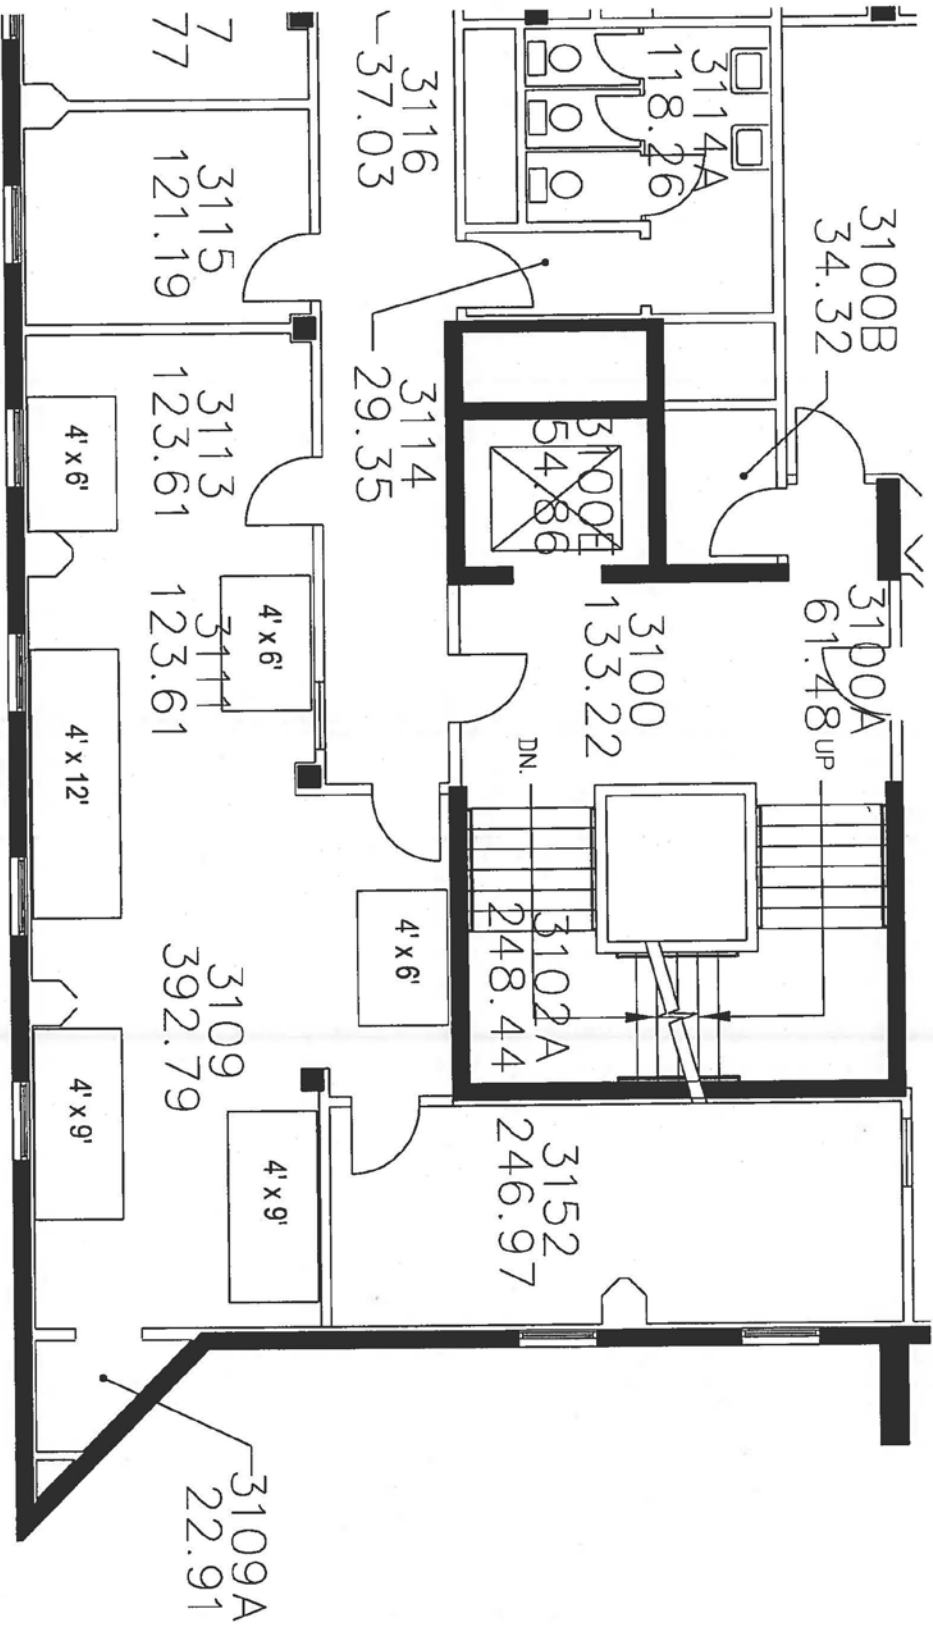 7
77
3116
37.03
3114A
118.26
3100B
34.32
3115
121.19
3114
29.35
3113
123.61
3100E
54.86
4' x 6'
3100
133.22
3100A
61.48
UP
DN.
3111
123.61
4' x 6'
4' x 12'
3102A
248.44
4' x 6'
3109
392.79
3152
246.97
4' x 9'
4' x 9'
3109A
22.91